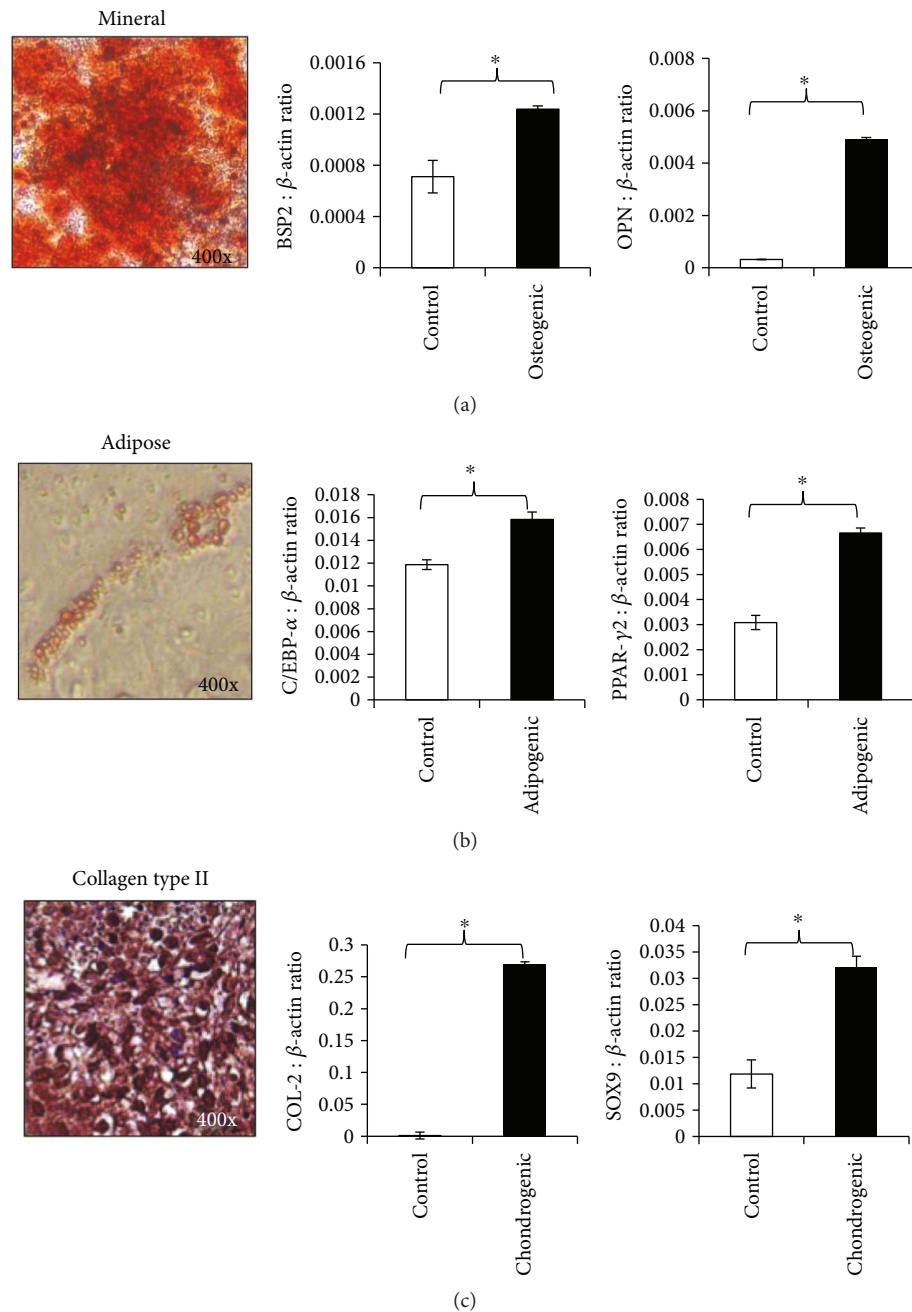 Mineral
400x
BSP2 : β-actin ratio
0.0016
0.0012
0.0008
0.0004
0
*
Control
Osteogenic
OPN : β-actin ratio
0.008
0.006
0.004
0.002
0
*
Control
Osteogenic
(a)
Adipose
400x
C/EBP-α : β-actin ratio
0.018
0.016
0.014
0.012
0.01
0.008
0.006
0.004
0.002
0
*
Control
Adipogenic
PPAR-γ2 : β-actin ratio
0.008
0.007
0.006
0.005
0.004
0.003
0.002
0.001
0
*
Control
Adipogenic
(b)
Collagen type II
400x
COL-2 : β-actin ratio
0.3
0.25
0.2
0.15
0.1
0.05
0
*
Control
Chondrogenic
SOX9 : β-actin ratio
0.04
0.035
0.03
0.025
0.02
0.015
0.01
0.005
0
*
Control
Chondrogenic
(c)